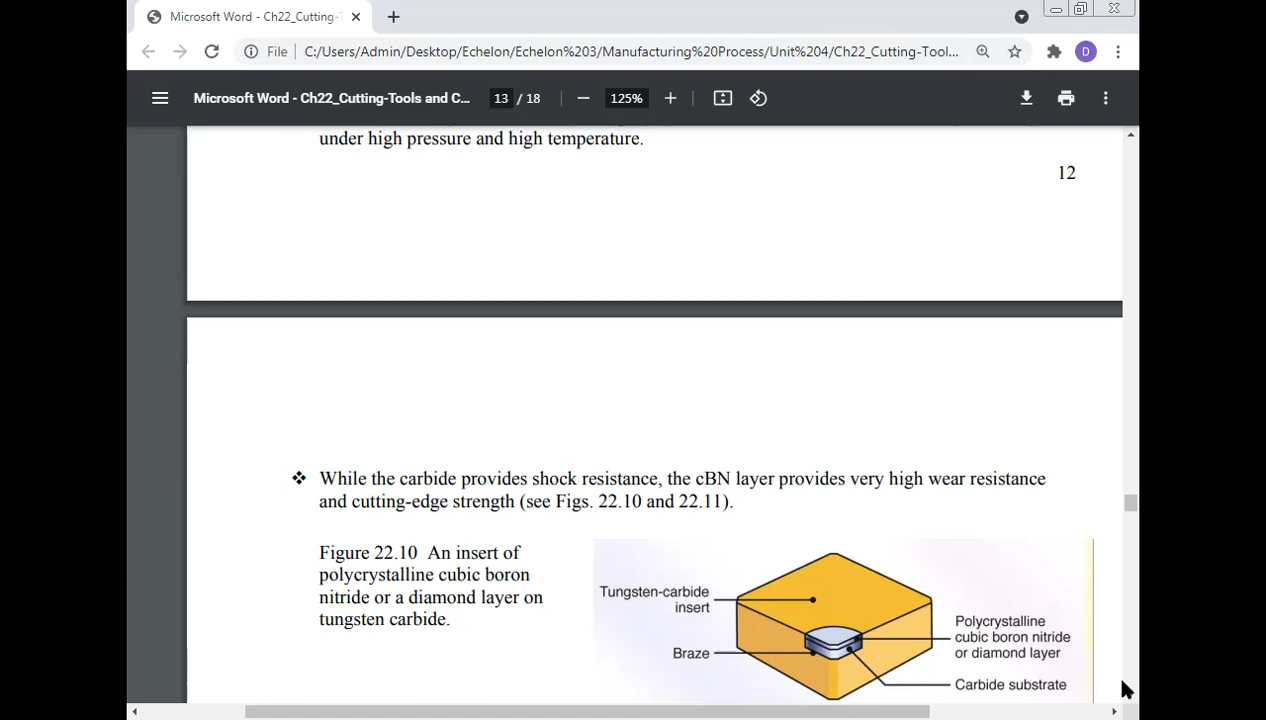 Microsoft Word - Ch22_Cutting-T
File
C:/Users/Admin/Desktop/Echelon/Echelon%203/Manufacturing%20Process/Unit%204/Ch22_Cutting-Tool...
D
Microsoft Word - Ch22_Cutting-Tools and C...
13 / 18
125%
under high pressure and high temperature.
12
❖ While the carbide provides shock resistance, the cBN layer provides very high wear resistance
and cutting-edge strength (see Figs. 22.10 and 22.11).
Figure 22.10 An insert of
polycrystalline cubic boron
nitride or a diamond layer on
tungsten carbide.
Tungsten-carbide
insert
Braze
Polycrystalline
cubic boron nitride
or diamond layer
Carbide substrate